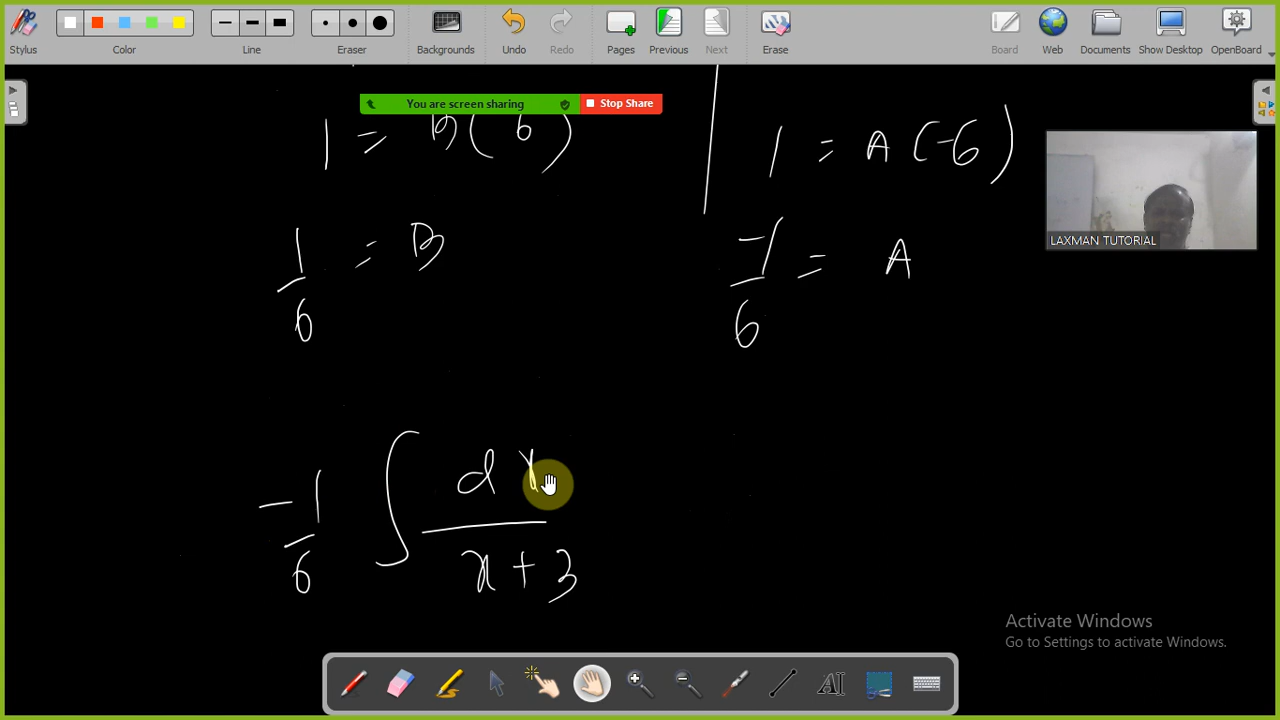 Stylus Color Line Eraser Backgrounds Undo Redo Pages Previous Next Erase Board Web Documents Show Desktop OpenBoard
You are screen sharing Stop Share
1 = B(6)
1 = A(-6)
1/6 = B
-1/6 = A
LAXMAN TUTORIAL
-1/6 ∫ dx/x+3
Activate Windows
Go to Settings to activate Windows.
AI